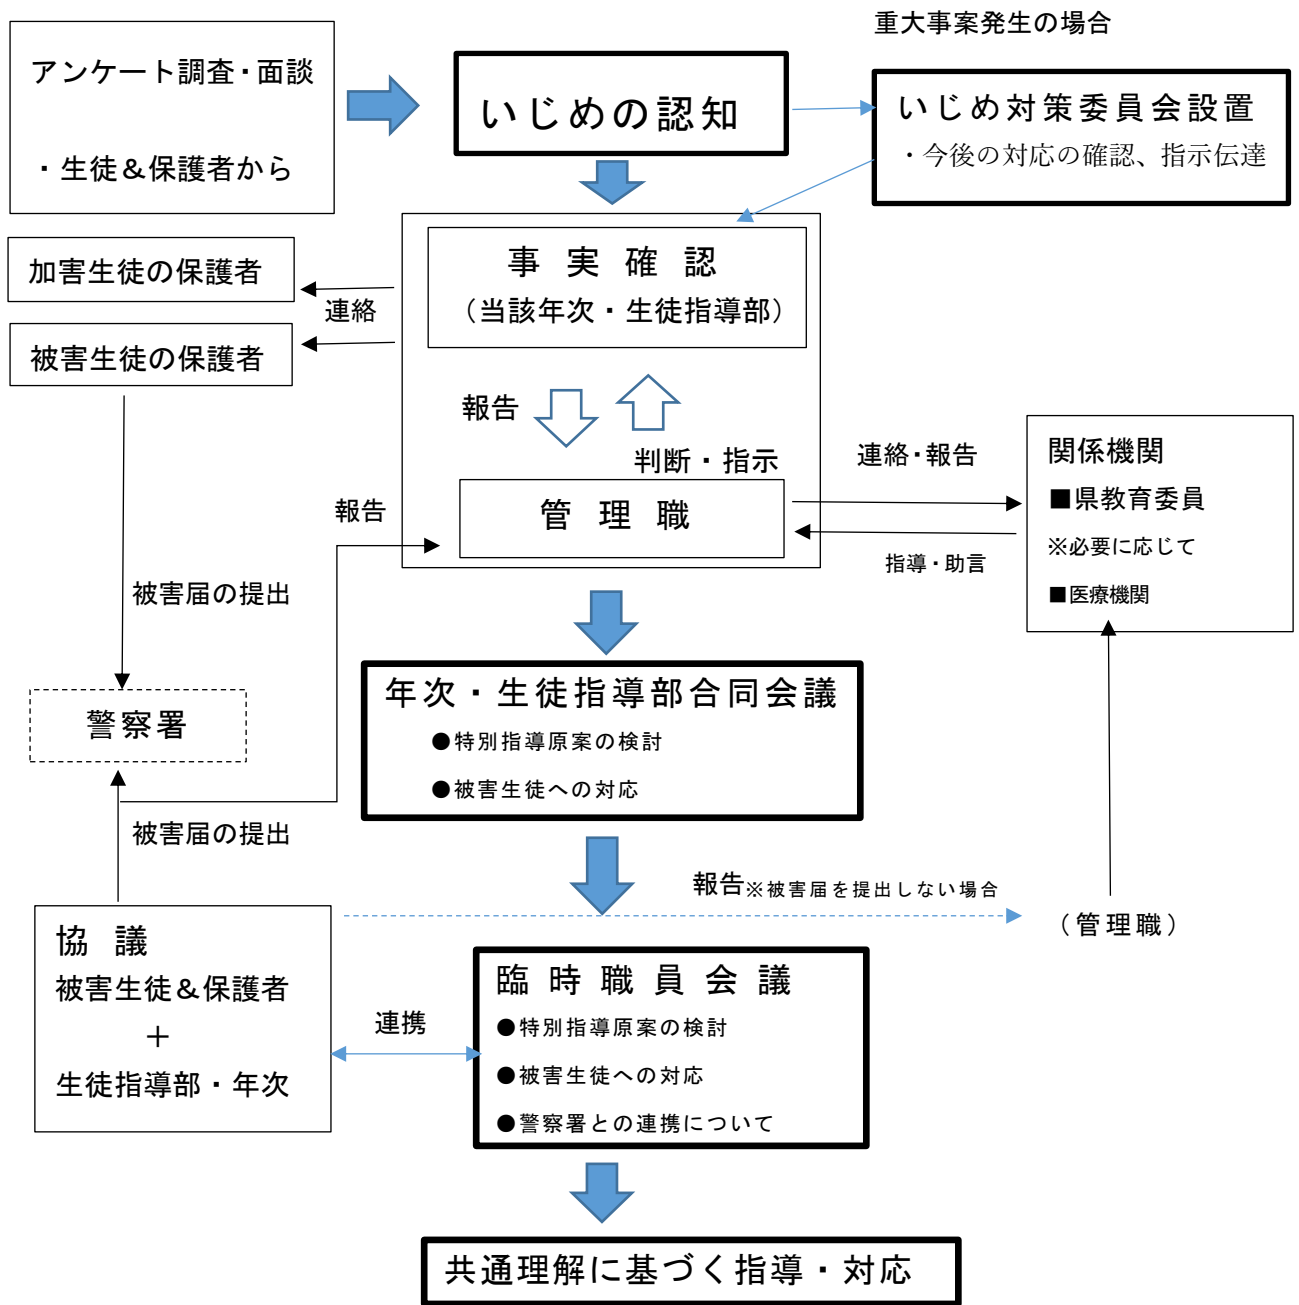 重大事案発生の場合
アンケート調査・面談
・生徒＆保護者から
いじめの認知
いじめ対策委員会設置
・今後の対応の確認、指示伝達
事実確認
（当該年次・生徒指導部）
加害生徒の保護者
連絡
被害生徒の保護者
報告
判断・指示
管理職
連絡・報告
指導・助言
関係機関
■県教育委員
※必要に応じて
■医療機関
報告
被害届の提出
警察署
被害届の提出
年次・生徒指導部合同会議
●特別指導原案の検討
●被害生徒への対応
報告※被害届を提出しない場合
（管理職）
協議
被害生徒＆保護者
＋
生徒指導部・年次
連携
臨時職員会議
●特別指導原案の検討
●被害生徒への対応
●警察署との連携について
共通理解に基づく指導・対応